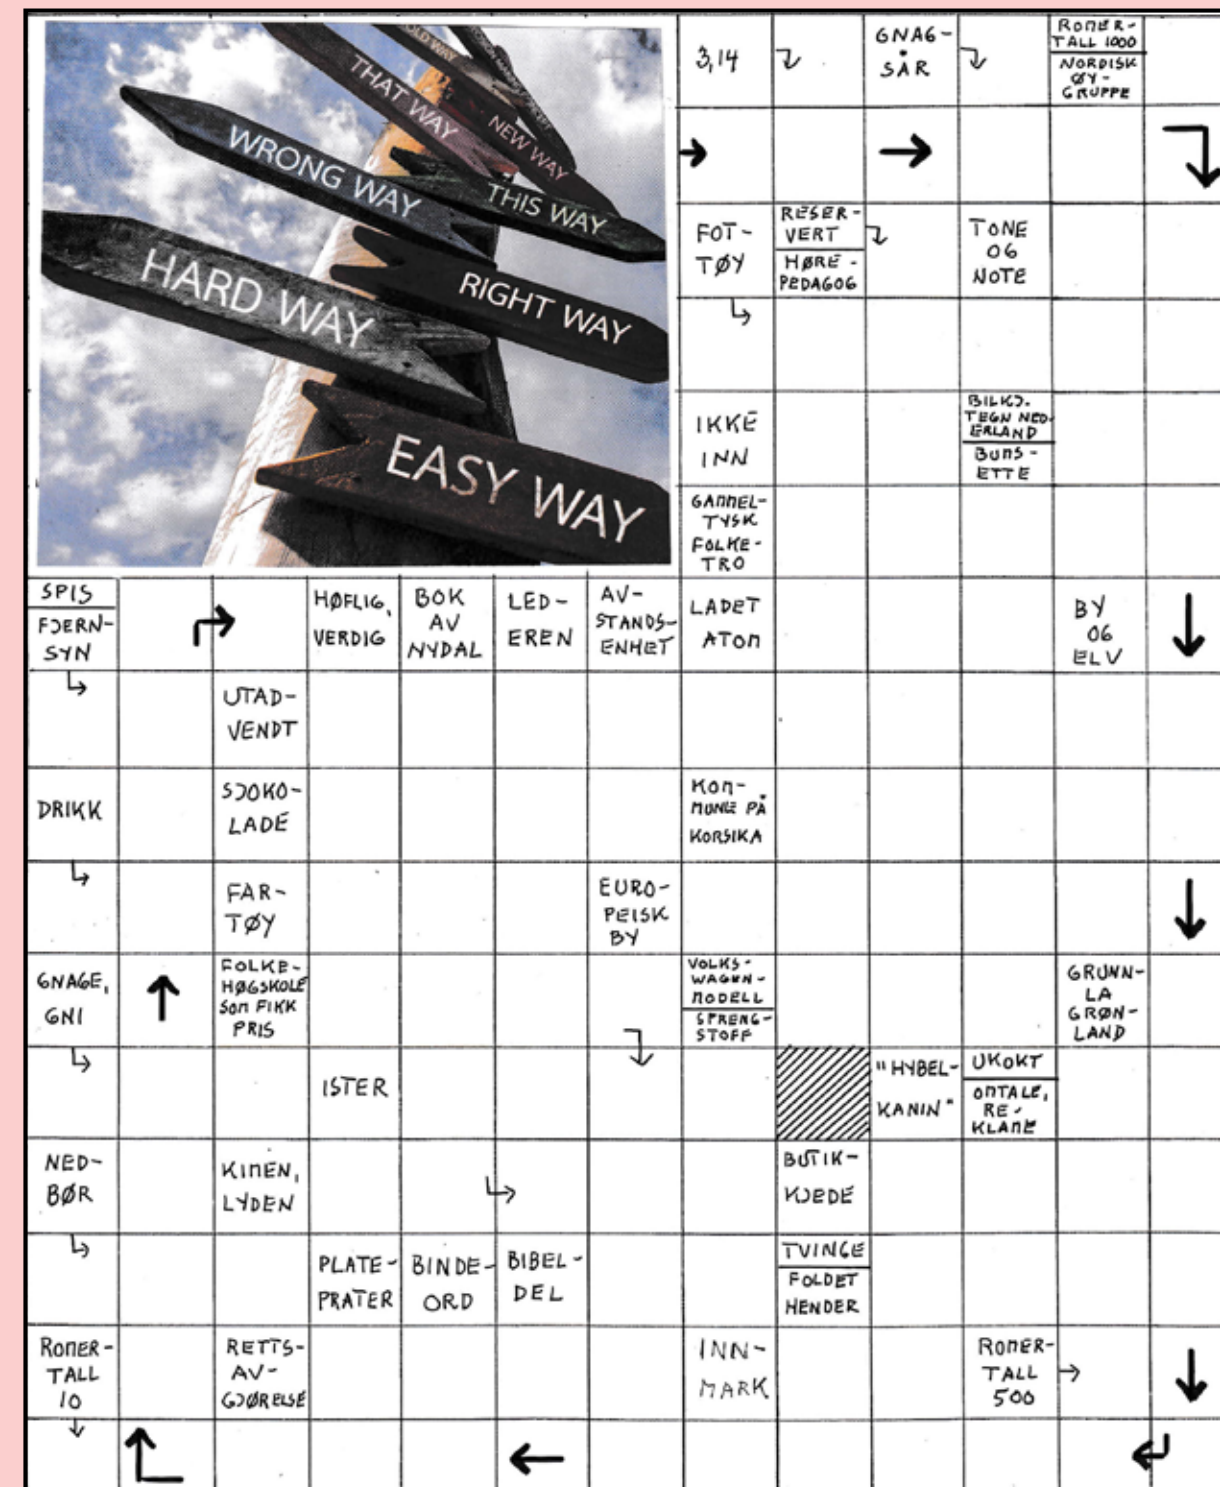 OLD WAY
THAT WAY
NEW WAY
WRONG WAY
THIS WAY
HARD WAY
RIGHT WAY
EASY WAY
3,14
GNAG-
SÅR
ROMER-
TALL 1000
NORDISK
ØY-
GRUPPE
FOT-
TØY
RESER-
VERT
HØRE-
PEDAGOG
TONE
OG
NOTE
IKKE
INN
BILKJ.
TEGN NED-
ERLAND
BUNS-
ETTE
GAMMEL-
TYSK
FOLKE-
TRO
SPIS
FJERN-
SYN
HØFLIG,
VERDIG
BOK
AV
NYDAL
LED-
EREN
AV-
STANDS-
ENHET
LADET
ATOM
BY
OG
ELV
UTAD-
VENDT
DRIKK
SJOKO-
LADE
KOM-
MUNE PÅ
KORSIKA
FAR-
TØY
EURO-
PEISK
BY
GNAGE,
GNI
FOLKE-
HØGSKOLE
SOM FIKK
PRIS
VOLKS-
WAGEN-
MODELL
SPRENG-
STOFF
GRUNN-
LA
GRØN-
LAND
ISTER
"HYBEL-
KANIN"
UKOKT
OMTALE,
RE-
KLAME
NED-
BØR
KIMEN,
LYDEN
BUTIK-
KJEDE
PLATE-
PRATER
BINDE-
ORD
BIBEL-
DEL
TVINGE
FOLDET
HENDER
ROMER-
TALL
10
RETTS-
AV-
GJØRELSE
INN-
MARK
ROMER-
TALL
500